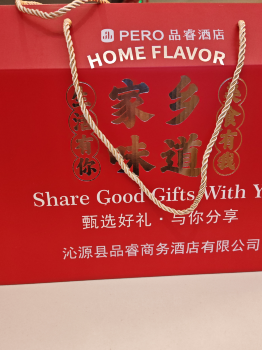 PERO 品睿酒店
HOME FLAVOR
家乡
味道
Share Good Gifts With Y
甄选好礼·与你分享
沁源县品睿商务酒店有限公司